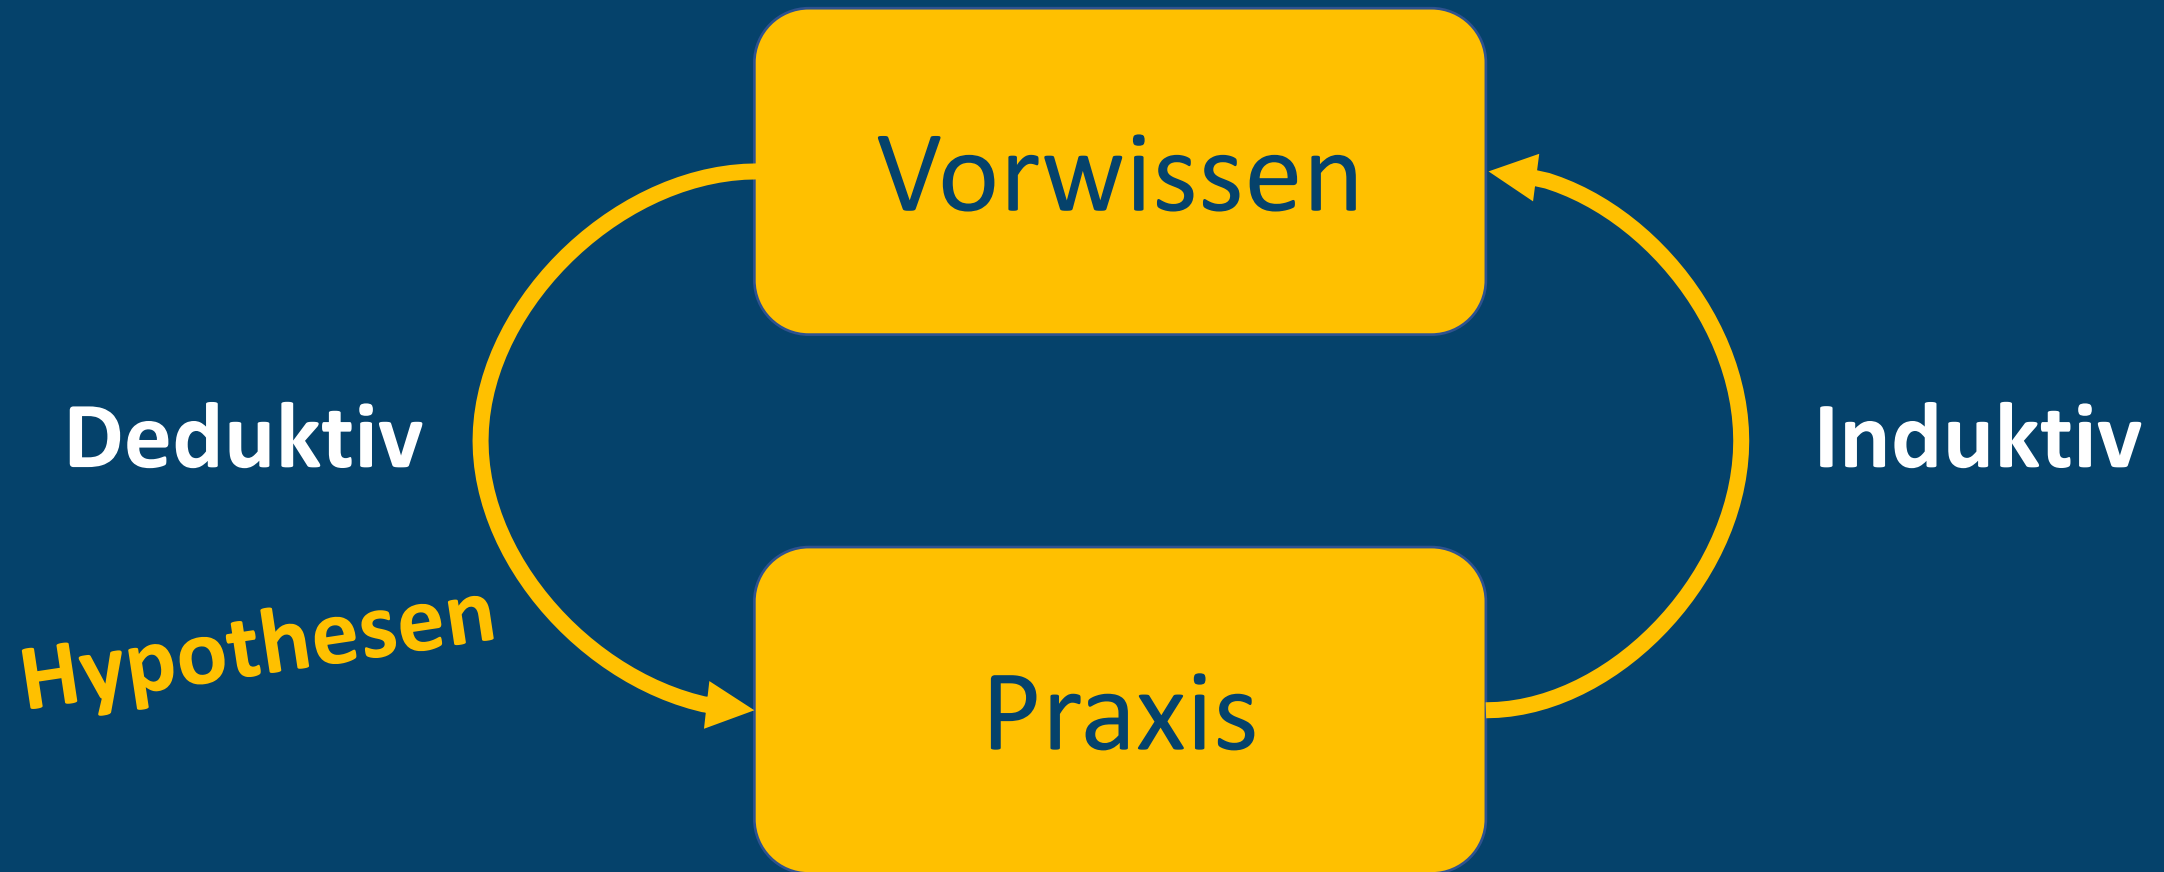 Vorwissen
Deduktiv
Induktiv
Hypothesen
Praxis